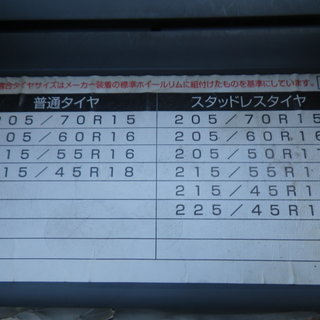 適合タイヤサイズはメーカー装着の標準ホイールリムに組付けたものを基準にしています。
普通タイヤ スタッドレスタイヤ
205/70R15 205/70R15
205/60R16 205/60R16
215/55R16 205/50R1
215/45R18 215/55R1
215/45R1
225/45R1